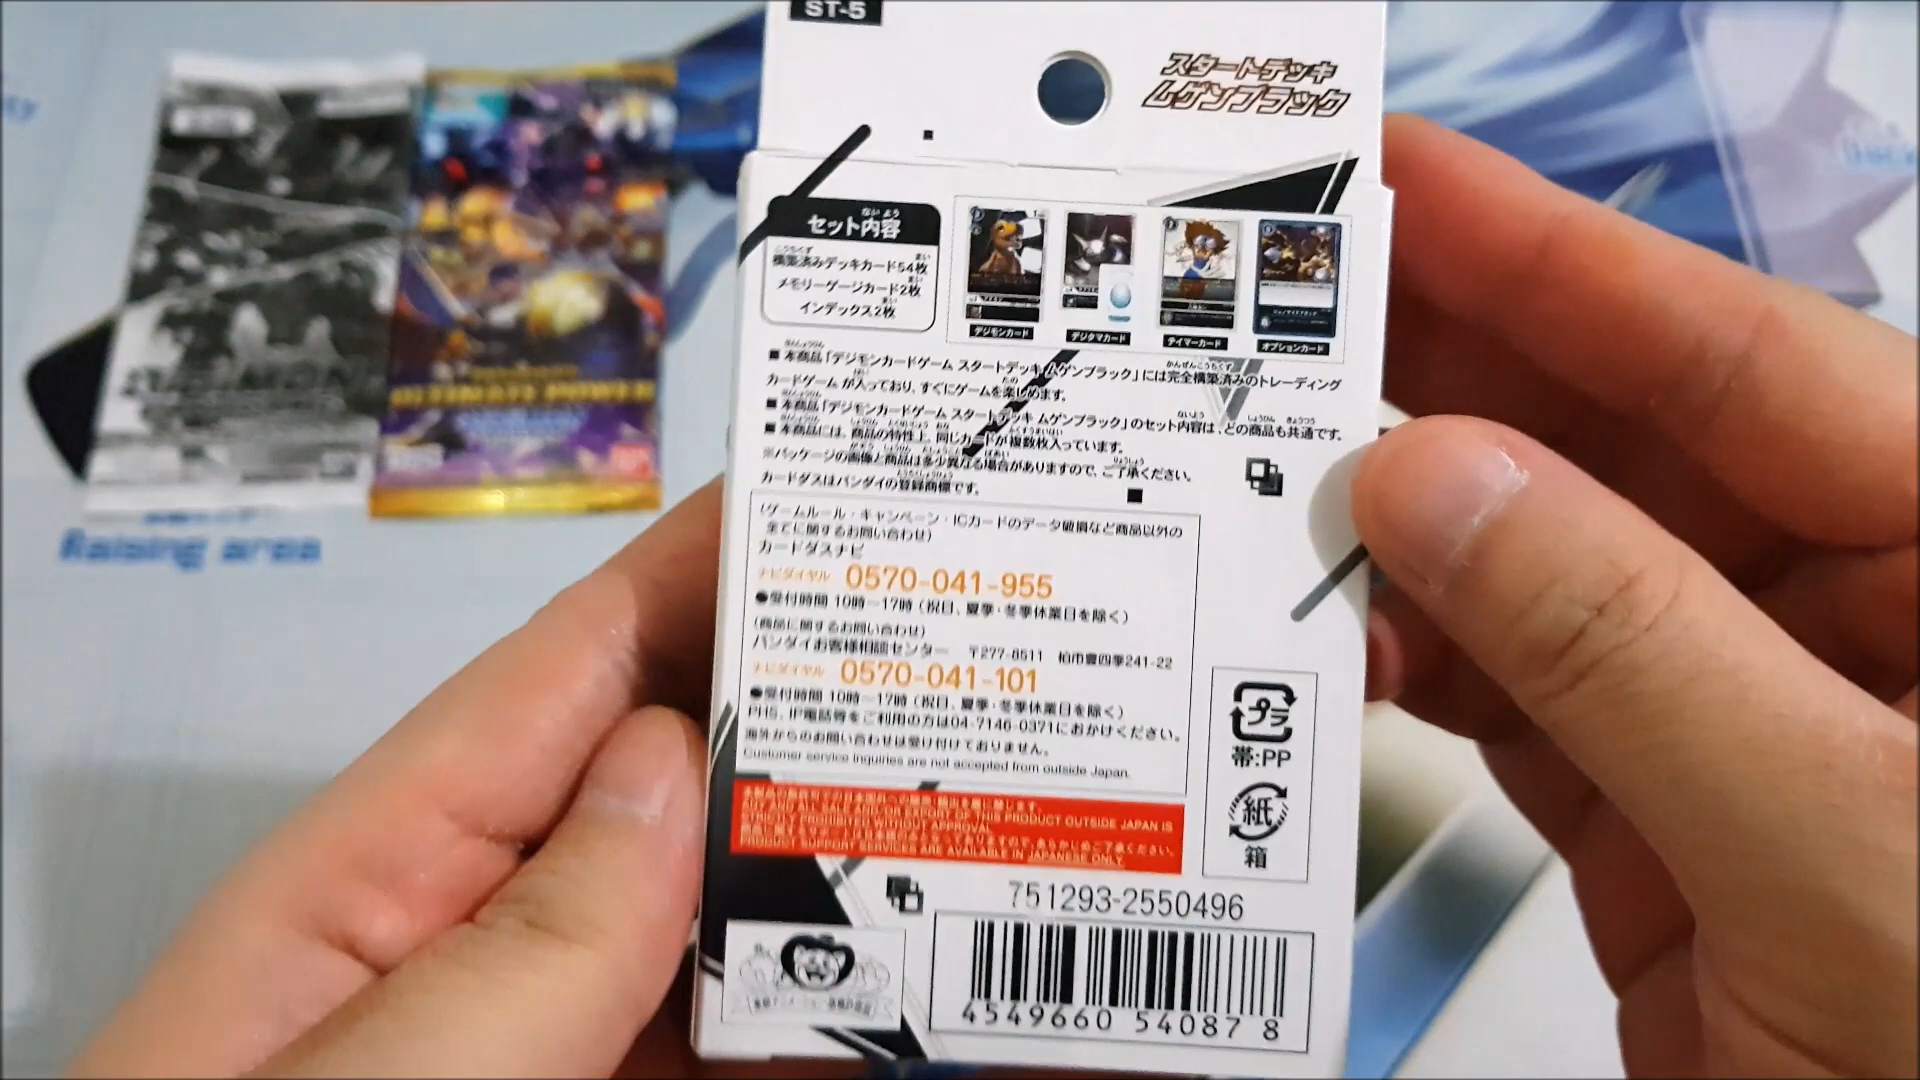 ST-5
スタートデッキ
ムゲンブラック
セット内容
ないよう
構築済みデッキカード54枚
メモリーゲージカード2枚
インデックス2枚
デジモンカード
デジタマカード
テイマーカード
オプションカード
■本商品「デジモンカードゲーム スタートデッキ ムゲンブラック」には完全構築済みのトレーディング
カードゲームが入っており、すぐにゲームを楽しめます。
■本商品「デジモンカードゲーム スタートデッキ ムゲンブラック」のセット内容は、どの商品も共通です。
■本商品には、商品の特性上、同じカードが複数枚入っています。
※パッケージの画像と商品は多少異なる場合がありますので、ご了承ください。
カードダスはバンダイの登録商標です。
(ゲームルール・キャンペーン・ICカードのデータ破損など商品以外の
全てに関するお問い合わせ)
カードダスナビ
ナビダイヤル 0570-041-955
●受付時間 10時〜17時(祝日、夏季・冬季休業日を除く)
(商品に関するお問い合わせ)
バンダイお客様相談センター 〒277-8511 柏市豊四季241-22
ナビダイヤル 0570-041-101
●受付時間 10時〜17時(祝日、夏季・冬季休業日を除く)
PHS、IP電話等をご利用の方は04-7146-0371におかけください。
海外からのお問い合わせは受け付けておりません。
Customer service inquiries are not accepted from outside Japan.
ANY AND ALL SALE AND/OR EXPORT OF THIS PRODUCT OUTSIDE JAPAN IS
STRICTLY PROHIBITED WITHOUT APPROVAL
PRODUCT SUPPORT SERVICES ARE AVAILABLE IN JAPANESE ONLY.
プラ
帯:PP
紙
箱
751293-2550496
4549660 54087 8
ULTIMATE POWER
Raising area